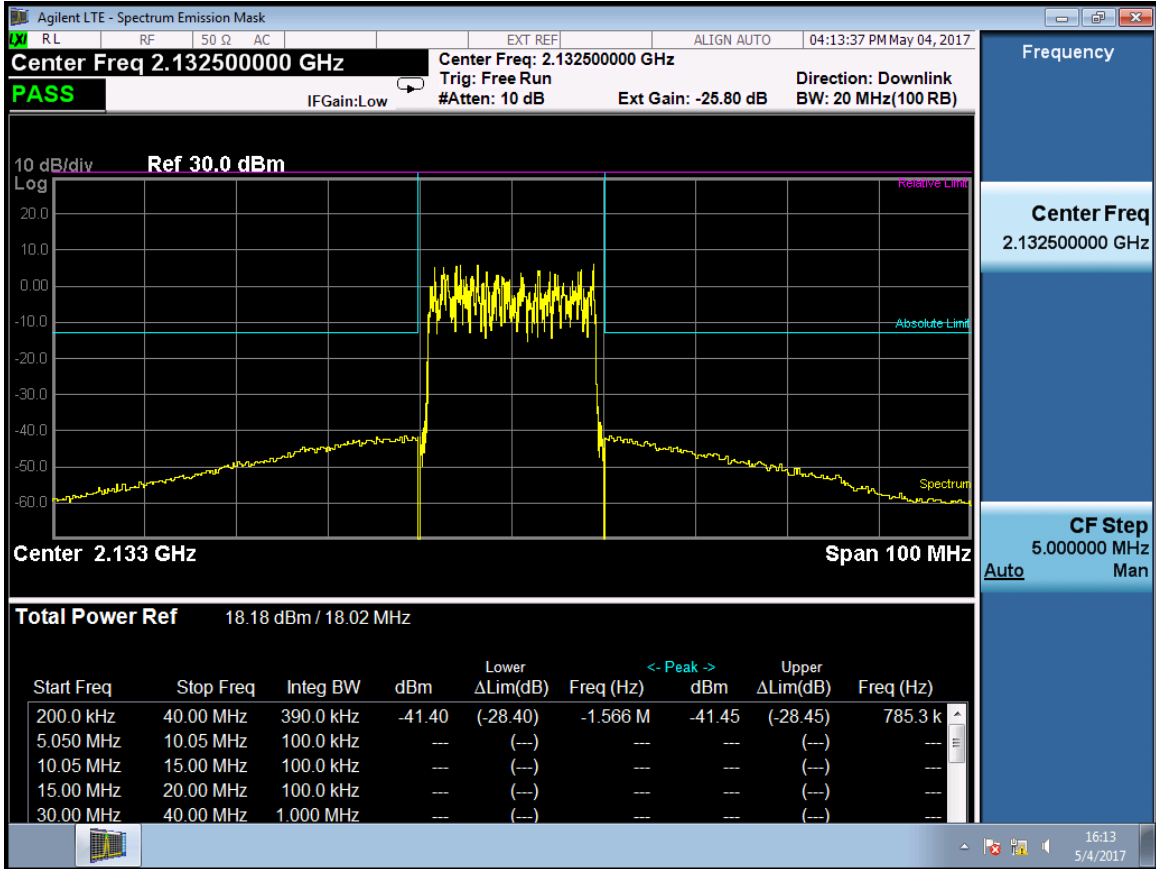 Agilent LTE - Spectrum Emission Mask
LXI RL RF 50 Ω AC EXT REF ALIGN AUTO 04:13:37 PM May 04, 2017
Center Freq 2.132500000 GHz
Center Freq: 2.132500000 GHz
Trig: Free Run Direction: Downlink
PASS IFGain:Low #Atten: 10 dB Ext Gain: -25.80 dB BW: 20 MHz(100 RB)
Frequency
10 dB/div Ref 30.0 dBm
Log
Relative Limit
20.0
10.0
0.00
-10.0
Absolute Limit
-20.0
-30.0
-40.0
-50.0
Spectrum
-60.0
Center 2.133 GHz Span 100 MHz
Center Freq
2.132500000 GHz
CF Step
5.000000 MHz
Auto Man
Total Power Ref 18.18 dBm / 18.02 MHz
Lower <- Peak -> Upper
Start Freq Stop Freq Integ BW dBm ΔLim(dB) Freq (Hz) dBm ΔLim(dB) Freq (Hz)
200.0 kHz 40.00 MHz 390.0 kHz -41.40 (-28.40) -1.566 M -41.45 (-28.45) 785.3 k
5.050 MHz 10.05 MHz 100.0 kHz --- (---) --- --- (---) ---
10.05 MHz 15.00 MHz 100.0 kHz --- (---) --- --- (---) ---
15.00 MHz 20.00 MHz 100.0 kHz --- (---) --- --- (---) ---
30.00 MHz 40.00 MHz 1.000 MHz --- (---) --- --- (---) ---
16:13
5/4/2017